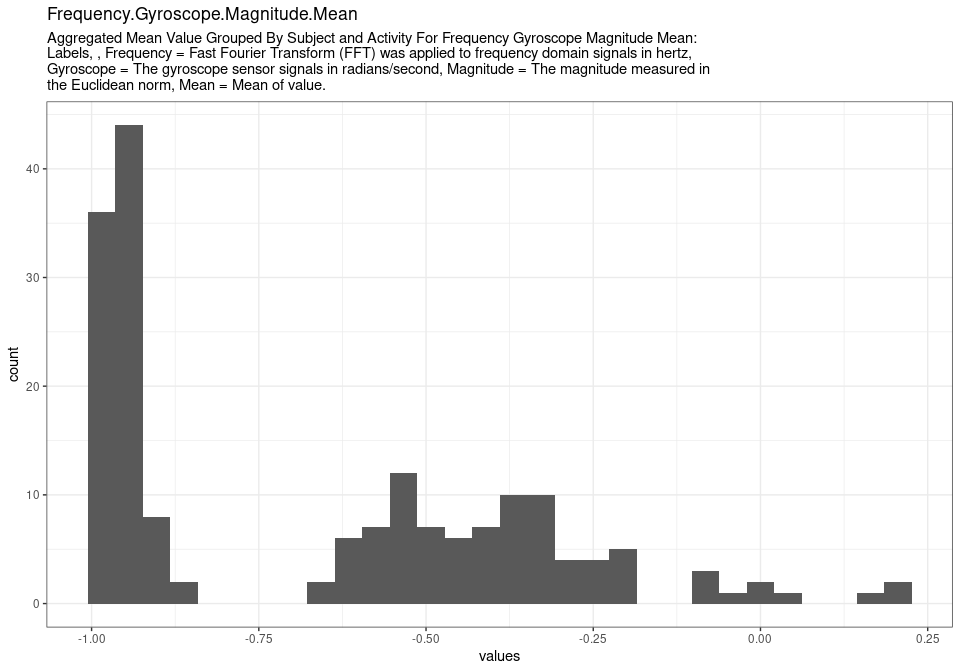 Frequency.Gyroscope.Magnitude.Mean
Aggregated Mean Value Grouped By Subject and Activity For Frequency Gyroscope Magnitude Mean:
Labels, , Frequency = Fast Fourier Transform (FFT) was applied to frequency domain signals in hertz,
Gyroscope = The gyroscope sensor signals in radians/second, Magnitude = The magnitude measured in
the Euclidean norm, Mean = Mean of value.
40
30
20
10
0
count
-1.00 -0.75 -0.50 -0.25 0.00 0.25
values